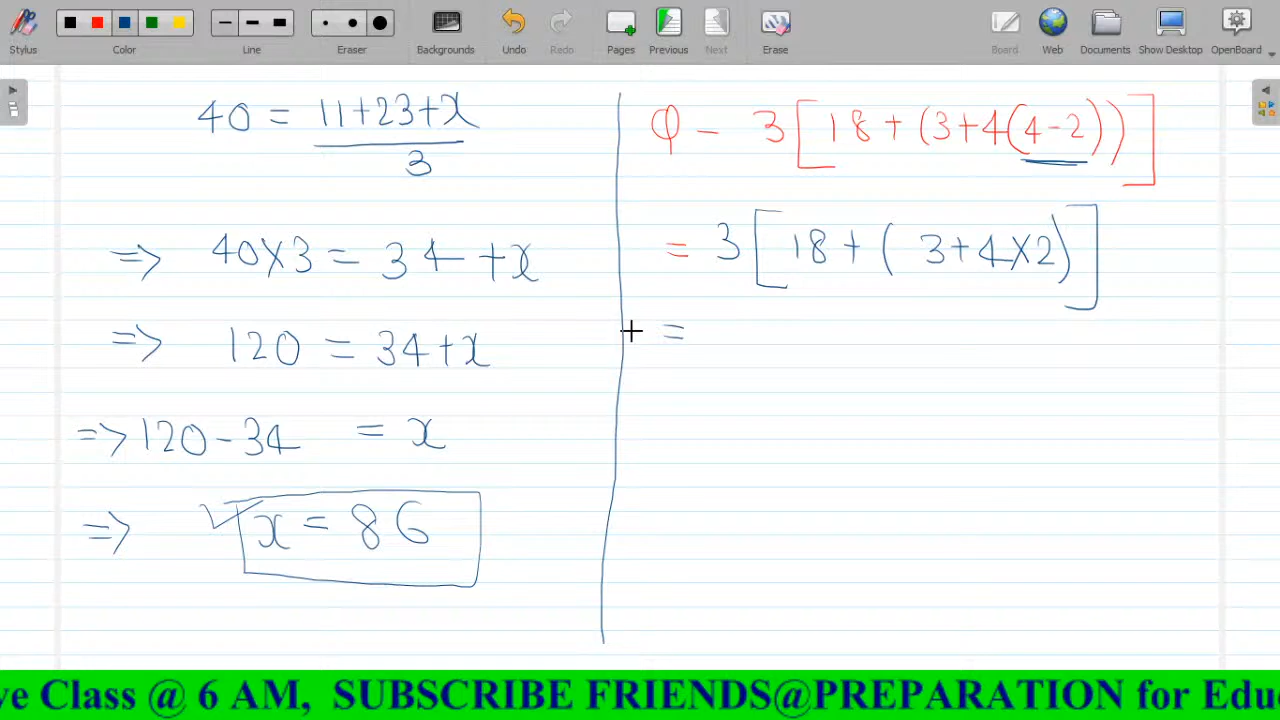 Stylus Color Line Eraser Backgrounds Undo Redo Pages Previous Next Erase Board Web Documents Show Desktop OpenBoard
40 = 11+23+x
3
=> 40×3 = 34 +x
=> 120 = 34+x
=> 120-34 = x
=> x = 86
Q - 3[18+(3+4(4-2))]
= 3[18+(3+4×2)]
=
ve Class @ 6 AM, SUBSCRIBE FRIENDS@PREPARATION for Edu